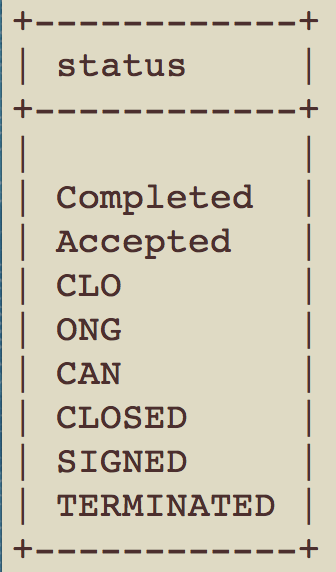 +------------+
| status     |
+------------+
|            |
| Completed  |
| Accepted   |
| CLO        |
| ONG        |
| CAN        |
| CLOSED     |
| SIGNED     |
| TERMINATED |
+------------+